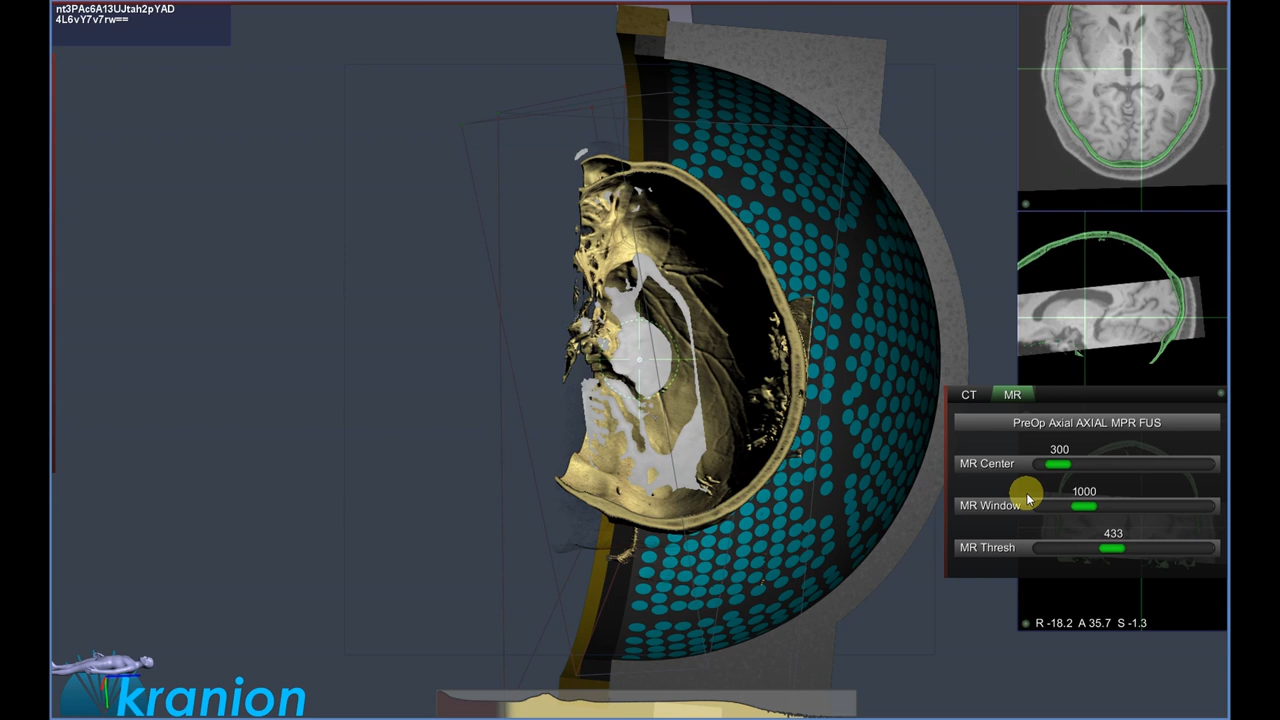 nt3PAc6A13UJtah2pYAD
4L6vY7v7rw==
CT MR
PreOp Axial AXIAL MPR FUS
300
MR Center
1000
MR Window
433
MR Thresh
R -18.2 A 35.7 S -1.3
kranion